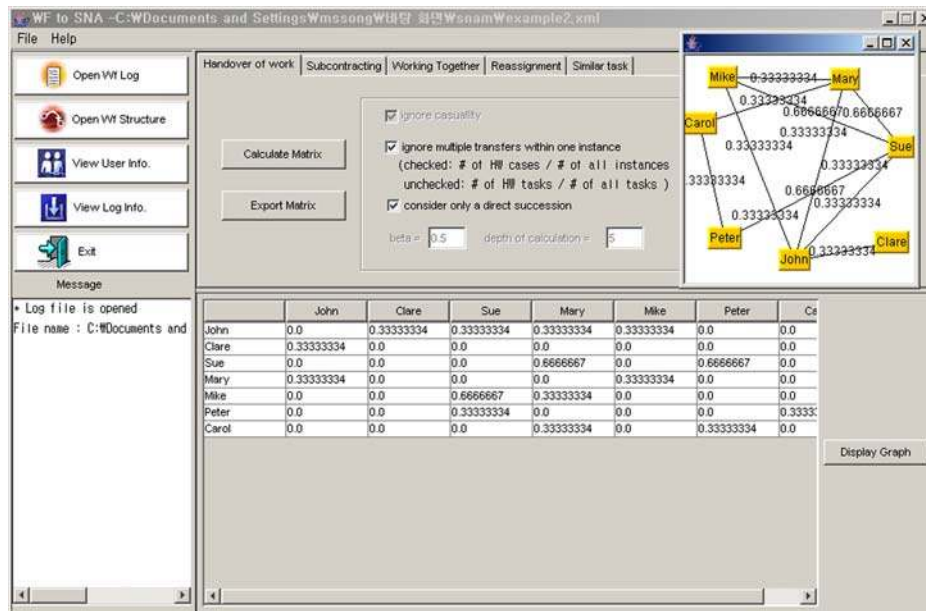 ₩F to SNA -C:₩Documents and Settings₩mssong₩바탕 화면₩snam₩example2.xml
File Help
Open Wf Log
Open Wf Structure
View User Info.
View Log Info.
Exit
Message
* Log file is opened
File name : C:₩Documents and
Handover of work Subcontracting Working Together Reassignment Similar task
Calculate Matrix
Export Matrix
ignore casuality
ignore multiple transfers within one instance
(checked: # of HW cases / # of all instances
unchecked: # of HW tasks / # of all tasks )
consider only a direct succession
beta = 0.5 depth of calculation = 5
Mike 0.33333334 Mary
0.33333334
0.6666667 0.6666667
Carol
0.33333334
0.33333334
Sue
0.33333334
33333334
0.6666667
0.33333334
0.33333334
Peter
John 0.33333334 Clare
John Clare Sue Mary Mike Peter Ca
John 0.0 0.33333334 0.33333334 0.33333334 0.33333334 0.0 0.0
Clare 0.33333334 0.0 0.0 0.0 0.0 0.0 0.0
Sue 0.0 0.0 0.0 0.6666667 0.0 0.6666667 0.0
Mary 0.33333334 0.0 0.0 0.0 0.33333334 0.0 0.0
Mike 0.0 0.0 0.6666667 0.33333334 0.0 0.0 0.0
Peter 0.0 0.0 0.33333334 0.0 0.0 0.0 0.3333
Carol 0.0 0.0 0.0 0.33333334 0.0 0.33333334 0.0
Display Graph